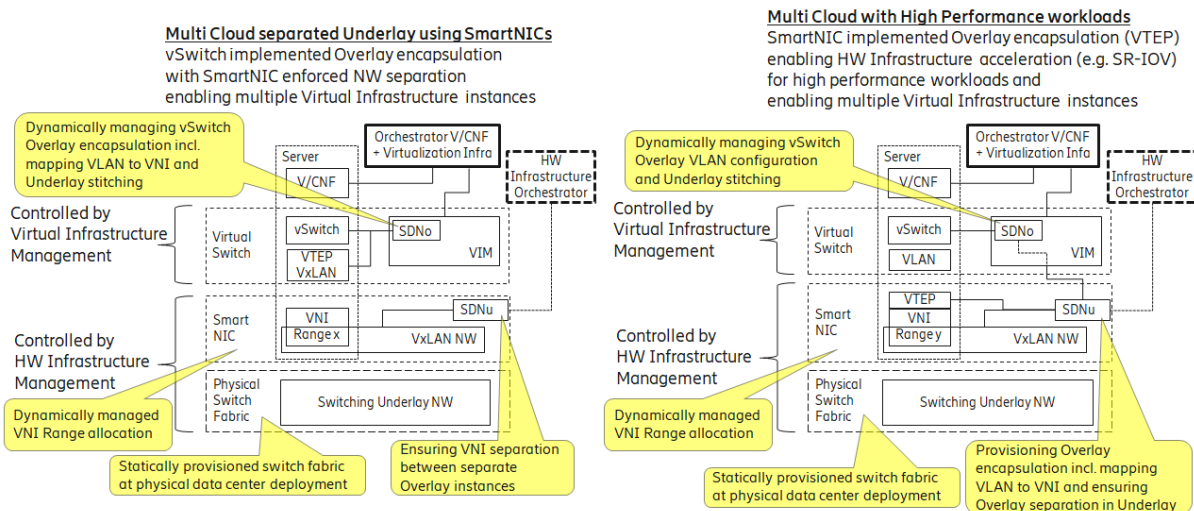 Multi Cloud separated Underlay using SmartNICs
vSwitch implemented Overlay encapsulation
with SmartNIC enforced NW separation
enabling multiple Virtual Infrastructure instances
Dynamically managing vSwitch
Overlay encapsulation incl.
mapping VLAN to VNI and
Underlay stitching
Orchestrator V/CNF
+ Virtualization Infra
HW
Infrastructure
Orchestrator
Server
V/CNF
Controlled by
Virtual Infrastructure
Management
Virtual
Switch
vSwitch
SDNo
VIM
VTEP
VxLAN
Controlled by
HW Infrastructure
Management
Smart
NIC
VNI
Range x
SDNu
VxLAN NW
Physical
Switch
Fabric
Switching Underlay NW
Dynamically managed
VNI Range allocation
Statically provisioned switch fabric
at physical data center deployment
Ensuring VNI separation
between separate
Overlay instances
Multi Cloud with High Performance workloads
SmartNIC implemented Overlay encapsulation (VTEP)
enabling HW Infrastructure acceleration (e.g. SR-IOV)
for high performance workloads and
enabling multiple Virtual Infrastructure instances
Dynamically managing vSwitch
Overlay VLAN configuration
and Underlay stitching
Orchestrator V/CNF
+ Virtualization Infa
HW
Infrastructure
Orchestrator
Server
V/CNF
Controlled by
Virtual Infrastructure
Management
Virtual
Switch
vSwitch
SDNo
VIM
VLAN
Controlled by
HW Infrastructure
Management
Smart
NIC
VTEP
VNI
Range y
SDNu
VxLAN NW
Physical
Switch
Fabric
Switching Underlay NW
Dynamically managed
VNI Range allocation
Statically provisioned switch fabric
at physical data center deployment
Provisioning Overlay
encapsulation incl. mapping
VLAN to VNI and ensuring
Overlay separation in Underlay